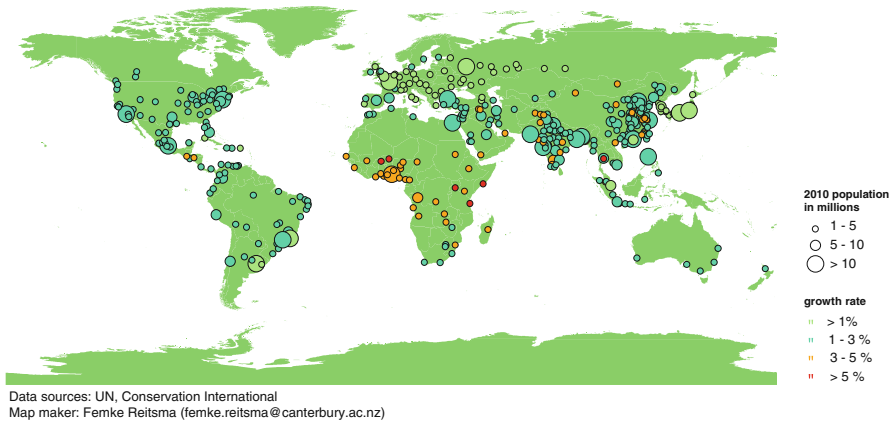 2010 population
in millions
1 - 5
5 - 10
> 10
growth rate
" > 1%
" 1 - 3 %
" 3 - 5 %
" > 5 %
Data sources: UN, Conservation International
Map maker: Femke Reitsma (femke.reitsma@canterbury.ac.nz)